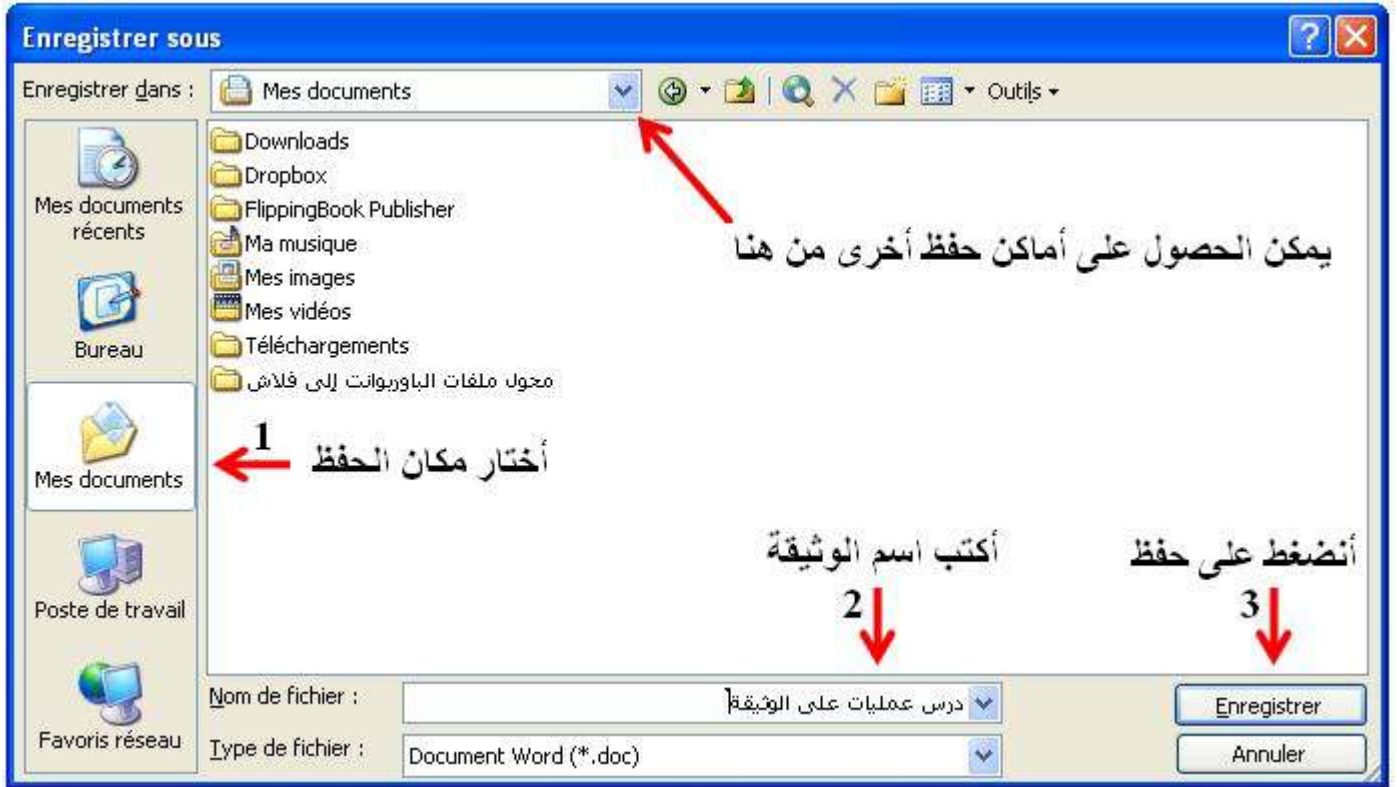 Enregistrer sous
Enregistrer dans :
Mes documents
Outils
Mes documents
récents
Bureau
Mes documents
Poste de travail
Favoris réseau
Downloads
Dropbox
FlippingBook Publisher
Ma musique
Mes images
Mes vidéos
Téléchargements
محول ملفات الباوربوانت إلى فلاش
يمكن الحصول على أماكن حفظ أخرى من هنا
1
أختار مكان الحفظ
أكتب اسم الوثيقة
2
أنضغط على حفظ
3
Nom de fichier :
درس عمليات على الوثيقة
Enregistrer
Type de fichier :
Document Word (*.doc)
Annuler